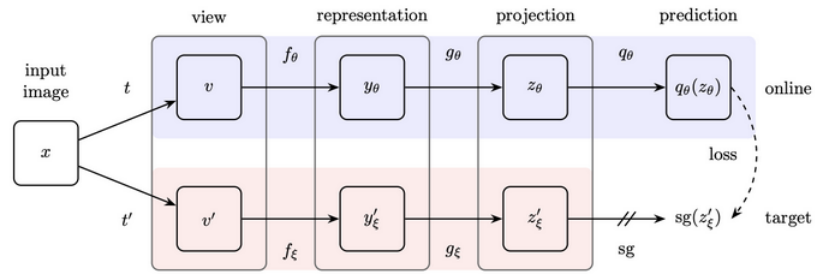 view representation projection prediction
input
image
t
f_θ g_θ q_θ
v y_θ z_θ q_θ(z_θ) online
x
loss
t′ v′ y′_ξ z′_ξ sg(z′_ξ) target
f_ξ g_ξ sg